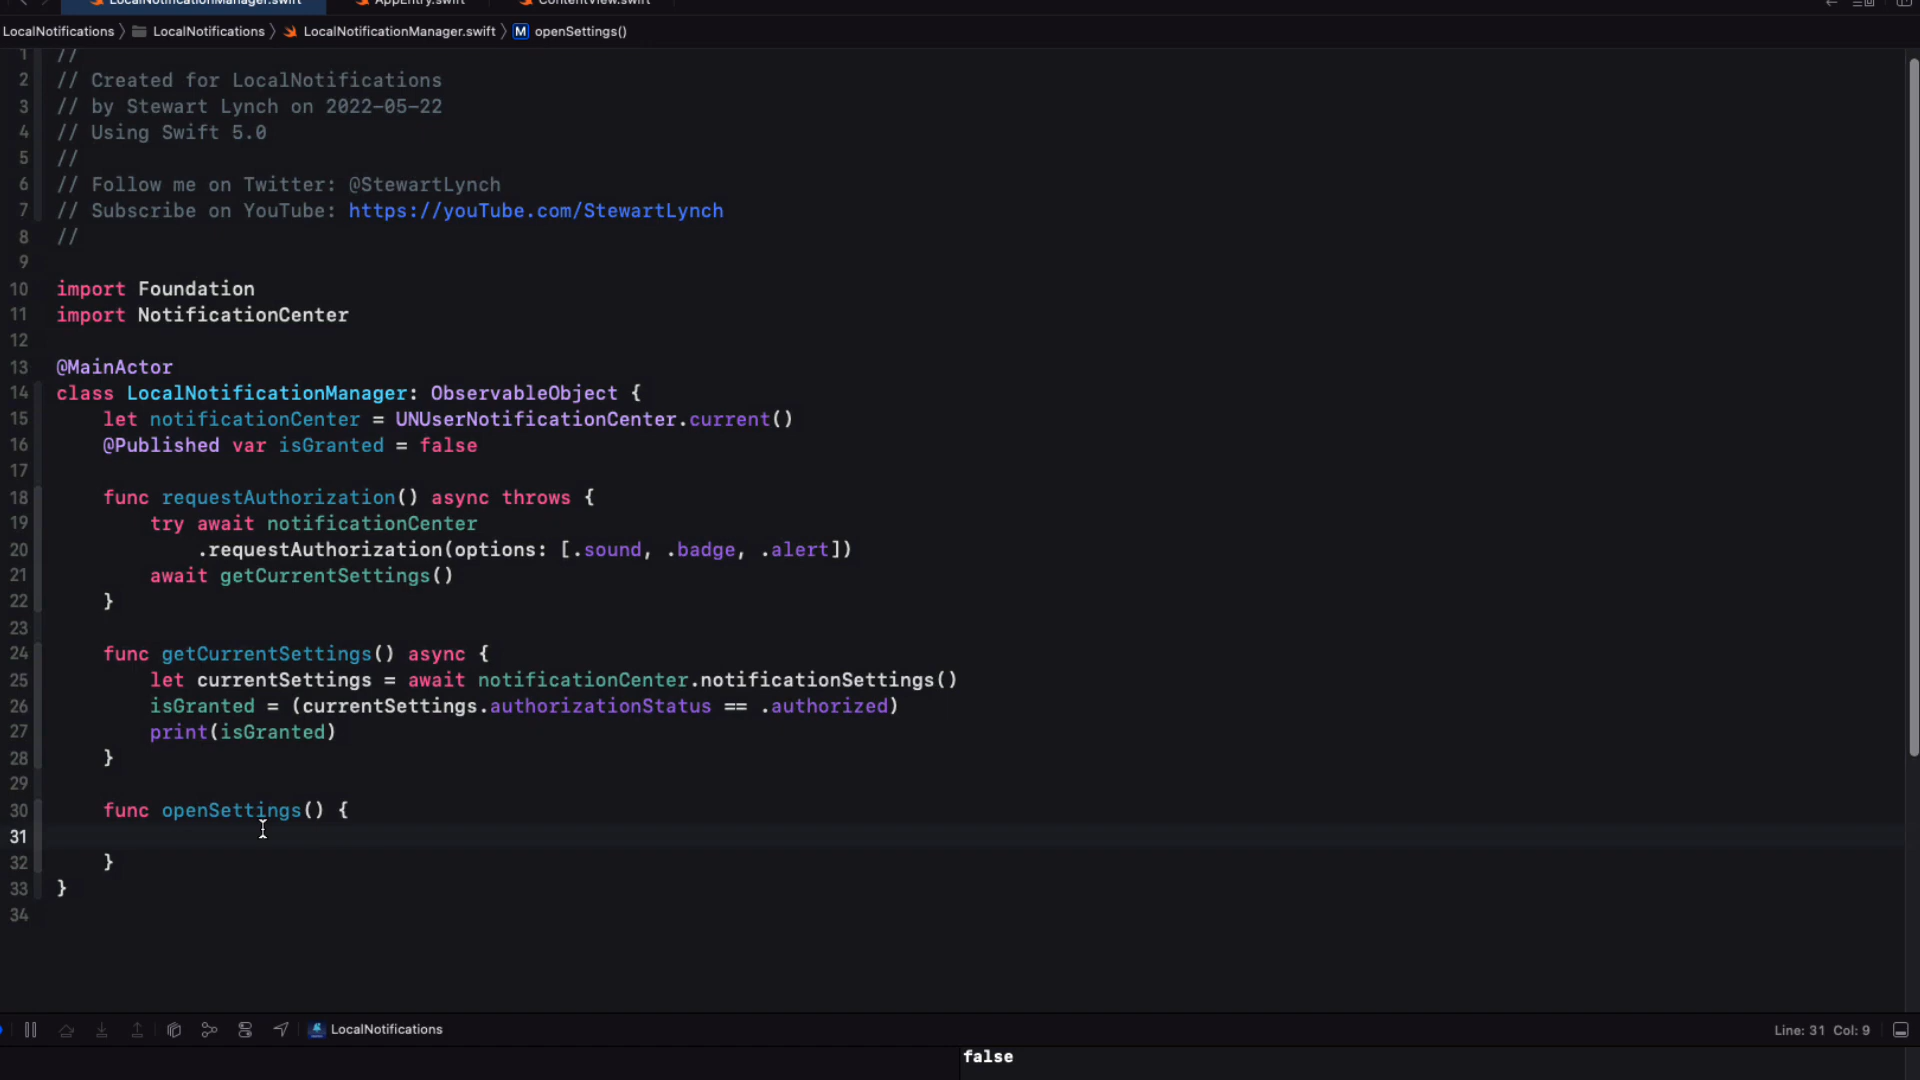 LocalNotificationManager.swift AppEntry.swift ContentView.swift
LocalNotifications LocalNotifications LocalNotificationManager.swift M openSettings()
1 //
2 // Created for LocalNotifications
3 // by Stewart Lynch on 2022-05-22
4 // Using Swift 5.0
5 //
6 // Follow me on Twitter: @StewartLynch
7 // Subscribe on YouTube: https://youTube.com/StewartLynch
8 //
9
10 import Foundation
11 import NotificationCenter
12
13 @MainActor
14 class LocalNotificationManager: ObservableObject {
15 let notificationCenter = UNUserNotificationCenter.current()
16 @Published var isGranted = false
17
18 func requestAuthorization() async throws {
19 try await notificationCenter
20 .requestAuthorization(options: [.sound, .badge, .alert])
21 await getCurrentSettings()
22 }
23
24 func getCurrentSettings() async {
25 let currentSettings = await notificationCenter.notificationSettings()
26 isGranted = (currentSettings.authorizationStatus == .authorized)
27 print(isGranted)
28 }
29
30 func openSettings() {
31
32 }
33 }
34
LocalNotifications Line: 31 Col: 9
false